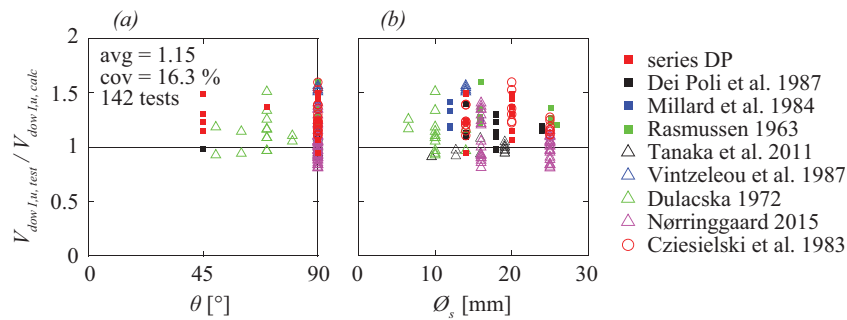 (a)
(b)
avg = 1.15
cov = 16.3 %
142 tests
V_dow Lu, test / V_dow Lu, calc
2
1.5
1
0.5
0
0
45
90
θ [°]
0
10
20
30
Ø_s [mm]
series DP
Dei Poli et al. 1987
Millard et al. 1984
Rasmussen 1963
Tanaka et al. 2011
Vintzeleou et al. 1987
Dulacska 1972
Nørringgaard 2015
Cziesielski et al. 1983